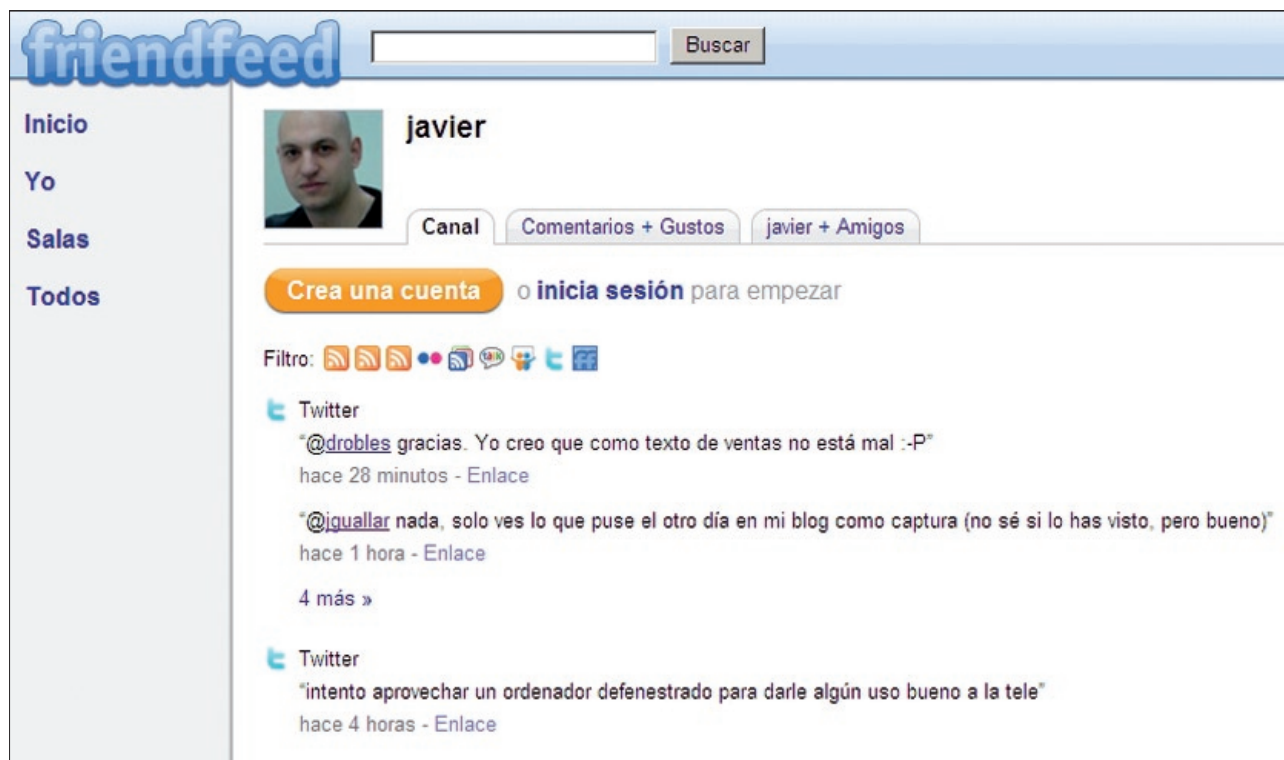 friendfeed
Buscar
Inicio
Yo
Salas
Todos
javier
Canal
Comentarios + Gustos
javier + Amigos
Crea una cuenta o inicia sesión para empezar
Filtro:
talk
ff
Twitter
“@drobles gracias. Yo creo que como texto de ventas no está mal :-P”
hace 28 minutos - Enlace
“@jguallar nada, solo ves lo que puse el otro día en mi blog como captura (no sé si lo has visto, pero bueno)”
hace 1 hora - Enlace
4 más »
Twitter
“intento aprovechar un ordenador defenestrado para darle algún uso bueno a la tele”
hace 4 horas - Enlace